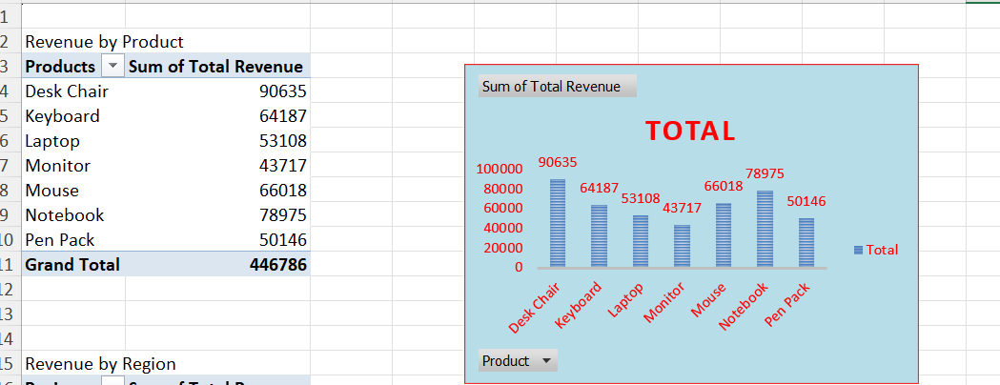 1
2 Revenue by Product
3 Products Sum of Total Revenue
4 Desk Chair 90635
5 Keyboard 64187
6 Laptop 53108
7 Monitor 43717
8 Mouse 66018
9 Notebook 78975
10 Pen Pack 50146
11 Grand Total 446786
12
13
14
15 Revenue by Region
Sum of Total Revenue
TOTAL
100000
80000
60000
40000
20000
0
90635
64187
53108
43717
66018
78975
50146
Desk Chair
Keyboard
Laptop
Monitor
Mouse
Notebook
Pen Pack
Total
Product